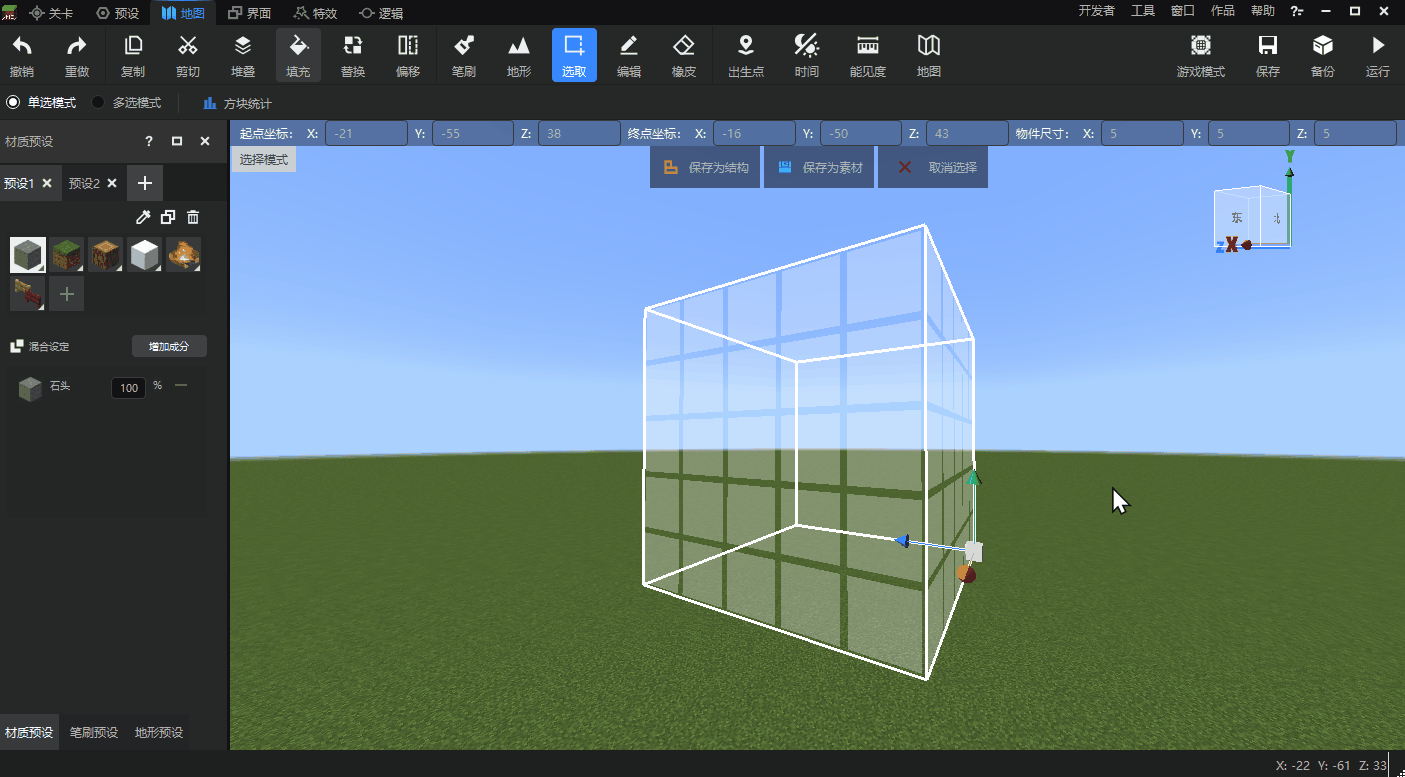 关卡 预设 地图 界面 特效 逻辑 开发者 工具 窗口 作品 帮助
撤销 重做 复制 剪切 堆叠 填充 替换 偏移 笔刷 地形 选取 编辑 橡皮 出生点 时间 能见度 地图 游戏模式 保存 备份 运行
单选模式 多选模式 方块统计
起点坐标: X: -21 Y: -55 Z: 38 终点坐标: X: -16 Y: -50 Z: 43 物件尺寸: X: 5 Y: 5 Z: 5
材质预设 ?
选择模式
保存为结构 保存为素材 取消选择
预设1 预设2
Y
东 北
Z X
混合设定 增加成分
石头 100 %
材质预设 笔刷预设 地形预设
X: -22 Y: -61 Z: 33